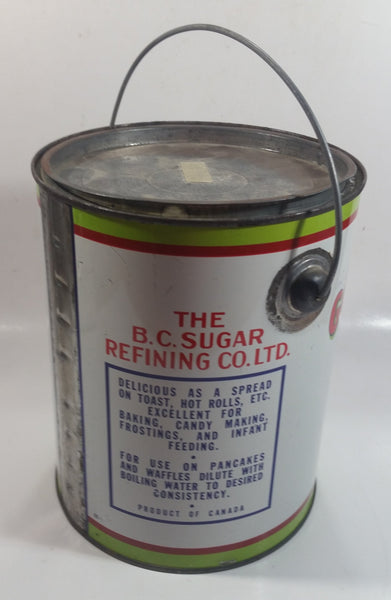 THE
B.C. SUGAR
REFINING CO. LTD.
DELICIOUS AS A SPREAD
ON TOAST, HOT ROLLS, ETC.
EXCELLENT FOR
BAKING, CANDY MAKING,
FROSTINGS, AND INFANT
FEEDING.
•
FOR USE ON PANCAKES
AND WAFFLES DILUTE WITH
BOILING WATER TO DESIRED
CONSISTENCY.
•
PRODUCT OF CANADA